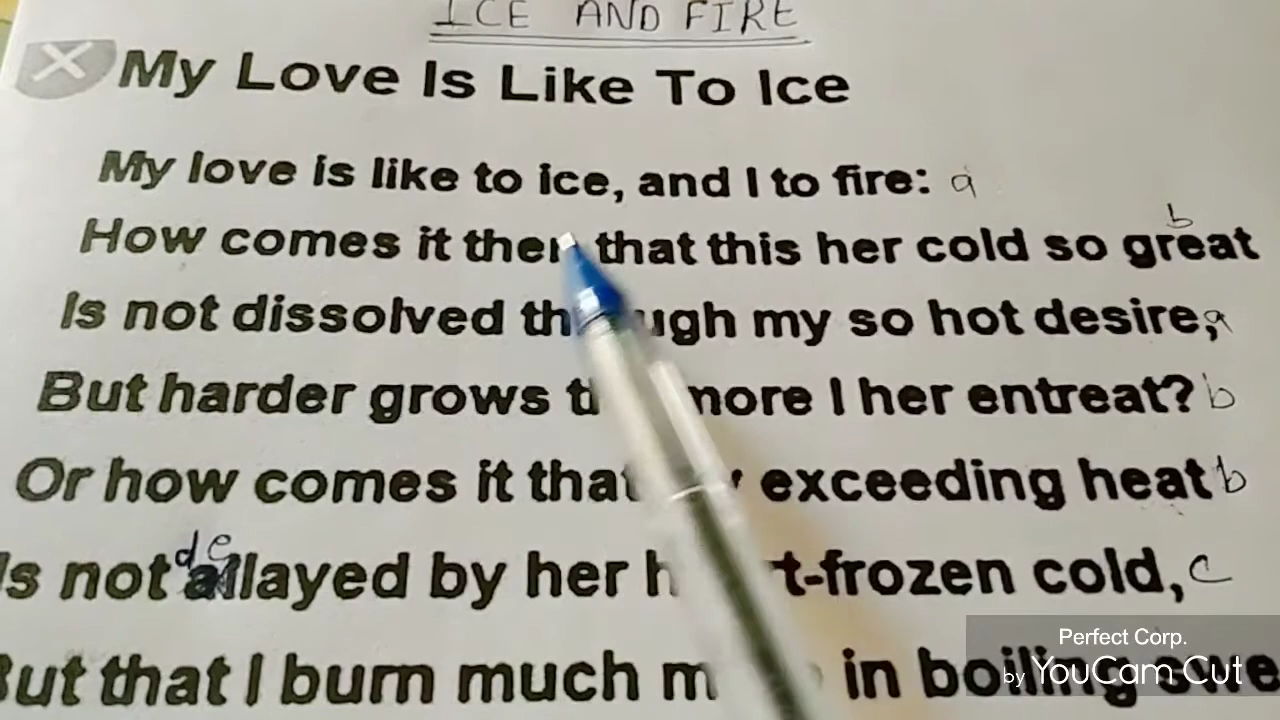 ICE AND FIRE
My Love Is Like To Ice
My love is like to ice, and I to fire: a
b
How comes it then that this her cold so great
Is not dissolved through my so hot desire, a
But harder grows more I her entreat? b
Or how comes it that exceeding heat b
de
Is not allayed by her cold, c
But that I burn much in boiling
Perfect Corp.
by YouCam Cut